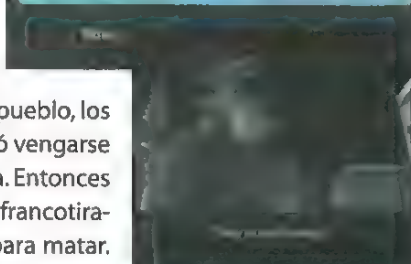 pueblo, los
ó vengarse
a. Entonces
francotira-
para matar.